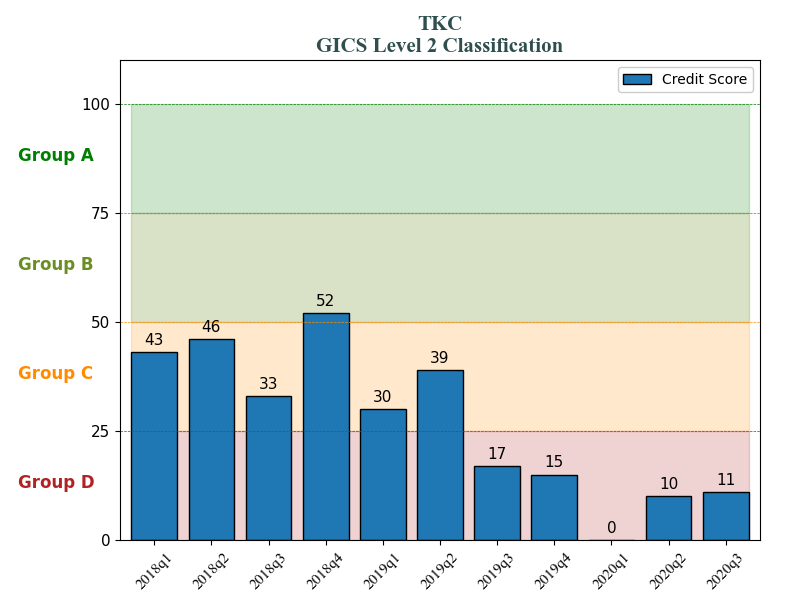 TKC
GICS Level 2 Classification
Credit Score
100
Group A
75
Group B
52
50
46
43
39
Group C
33
30
25
17
15
Group D
11
10
0
0
2018q1 2018q2 2018q3 2018q4 2019q1 2019q2 2019q3 2019q4 2020q1 2020q2 2020q3